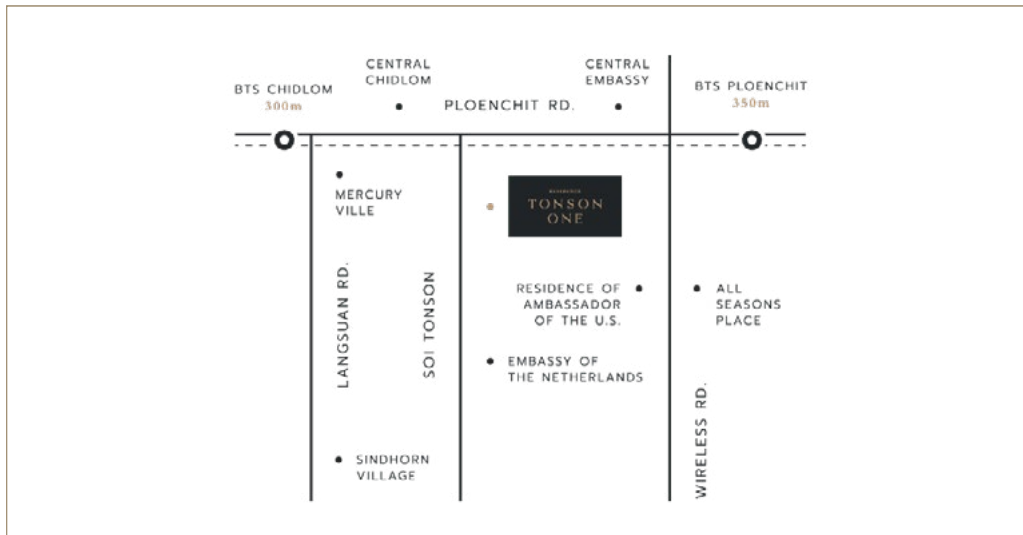 CENTRAL
CHIDLOM
CENTRAL
EMBASSY
BTS CHIDLOM
300m
PLOENCHIT RD.
BTS PLOENCHIT
350m
MERCURY
VILLE
RESIDENCE
TONSON
ONE
LANGSUAN RD.
SOI TONSON
RESIDENCE OF
AMBASSADOR
OF THE U.S.
ALL
SEASONS
PLACE
EMBASSY OF
THE NETHERLANDS
WIRELESS RD.
SINDHORN
VILLAGE